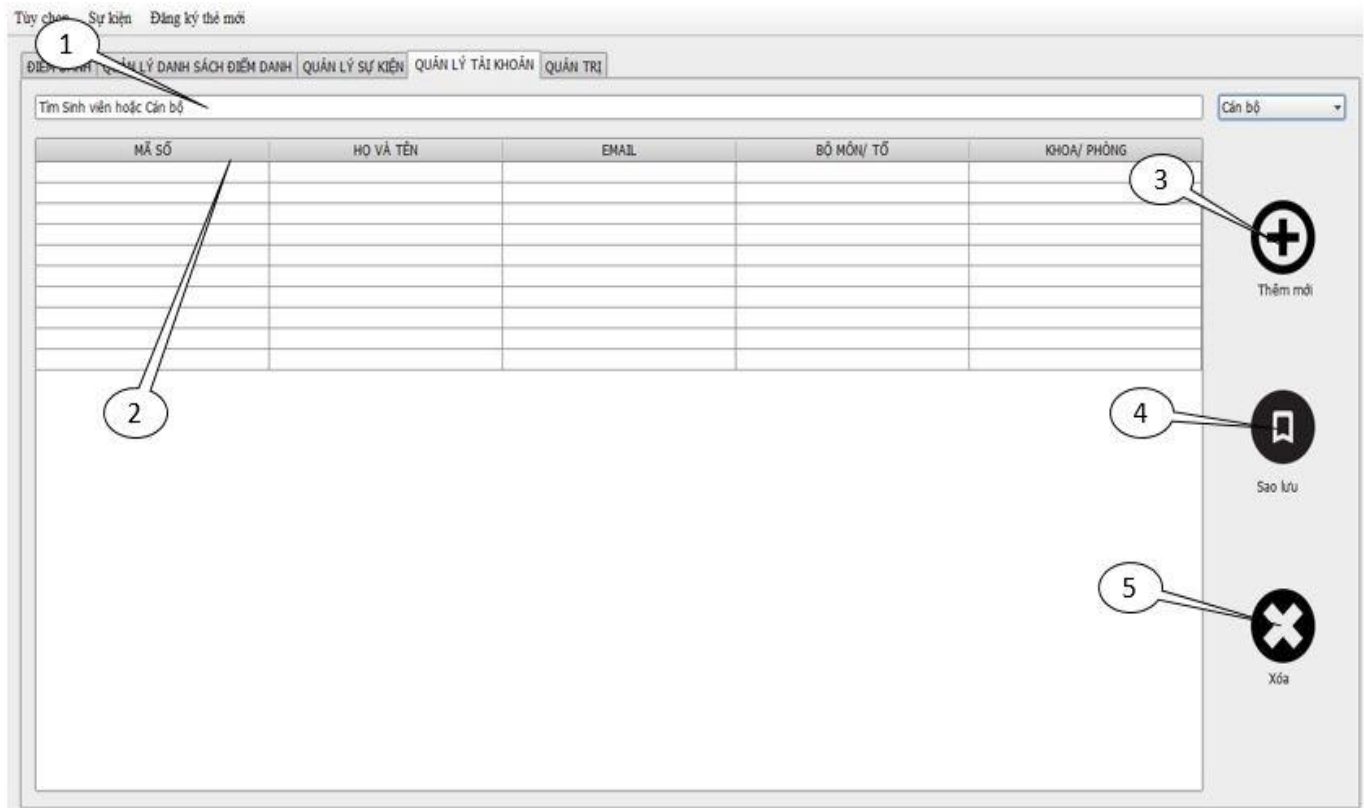 Tùy chọn Sự kiện Đăng ký thẻ mới
1
ĐIỂM DANH QUẢN LÝ DANH SÁCH ĐIỂM DANH QUẢN LÝ SỰ KIỆN QUẢN LÝ TÀI KHOẢN QUẢN TRỊ
Tìm Sinh viên hoặc Cán bộ Cán bộ
MÃ SỐ HỌ VÀ TÊN EMAIL BỘ MÔN/ TỔ KHOA/ PHÒNG
3
Thêm mới
2
4
Sao lưu
5
Xóa